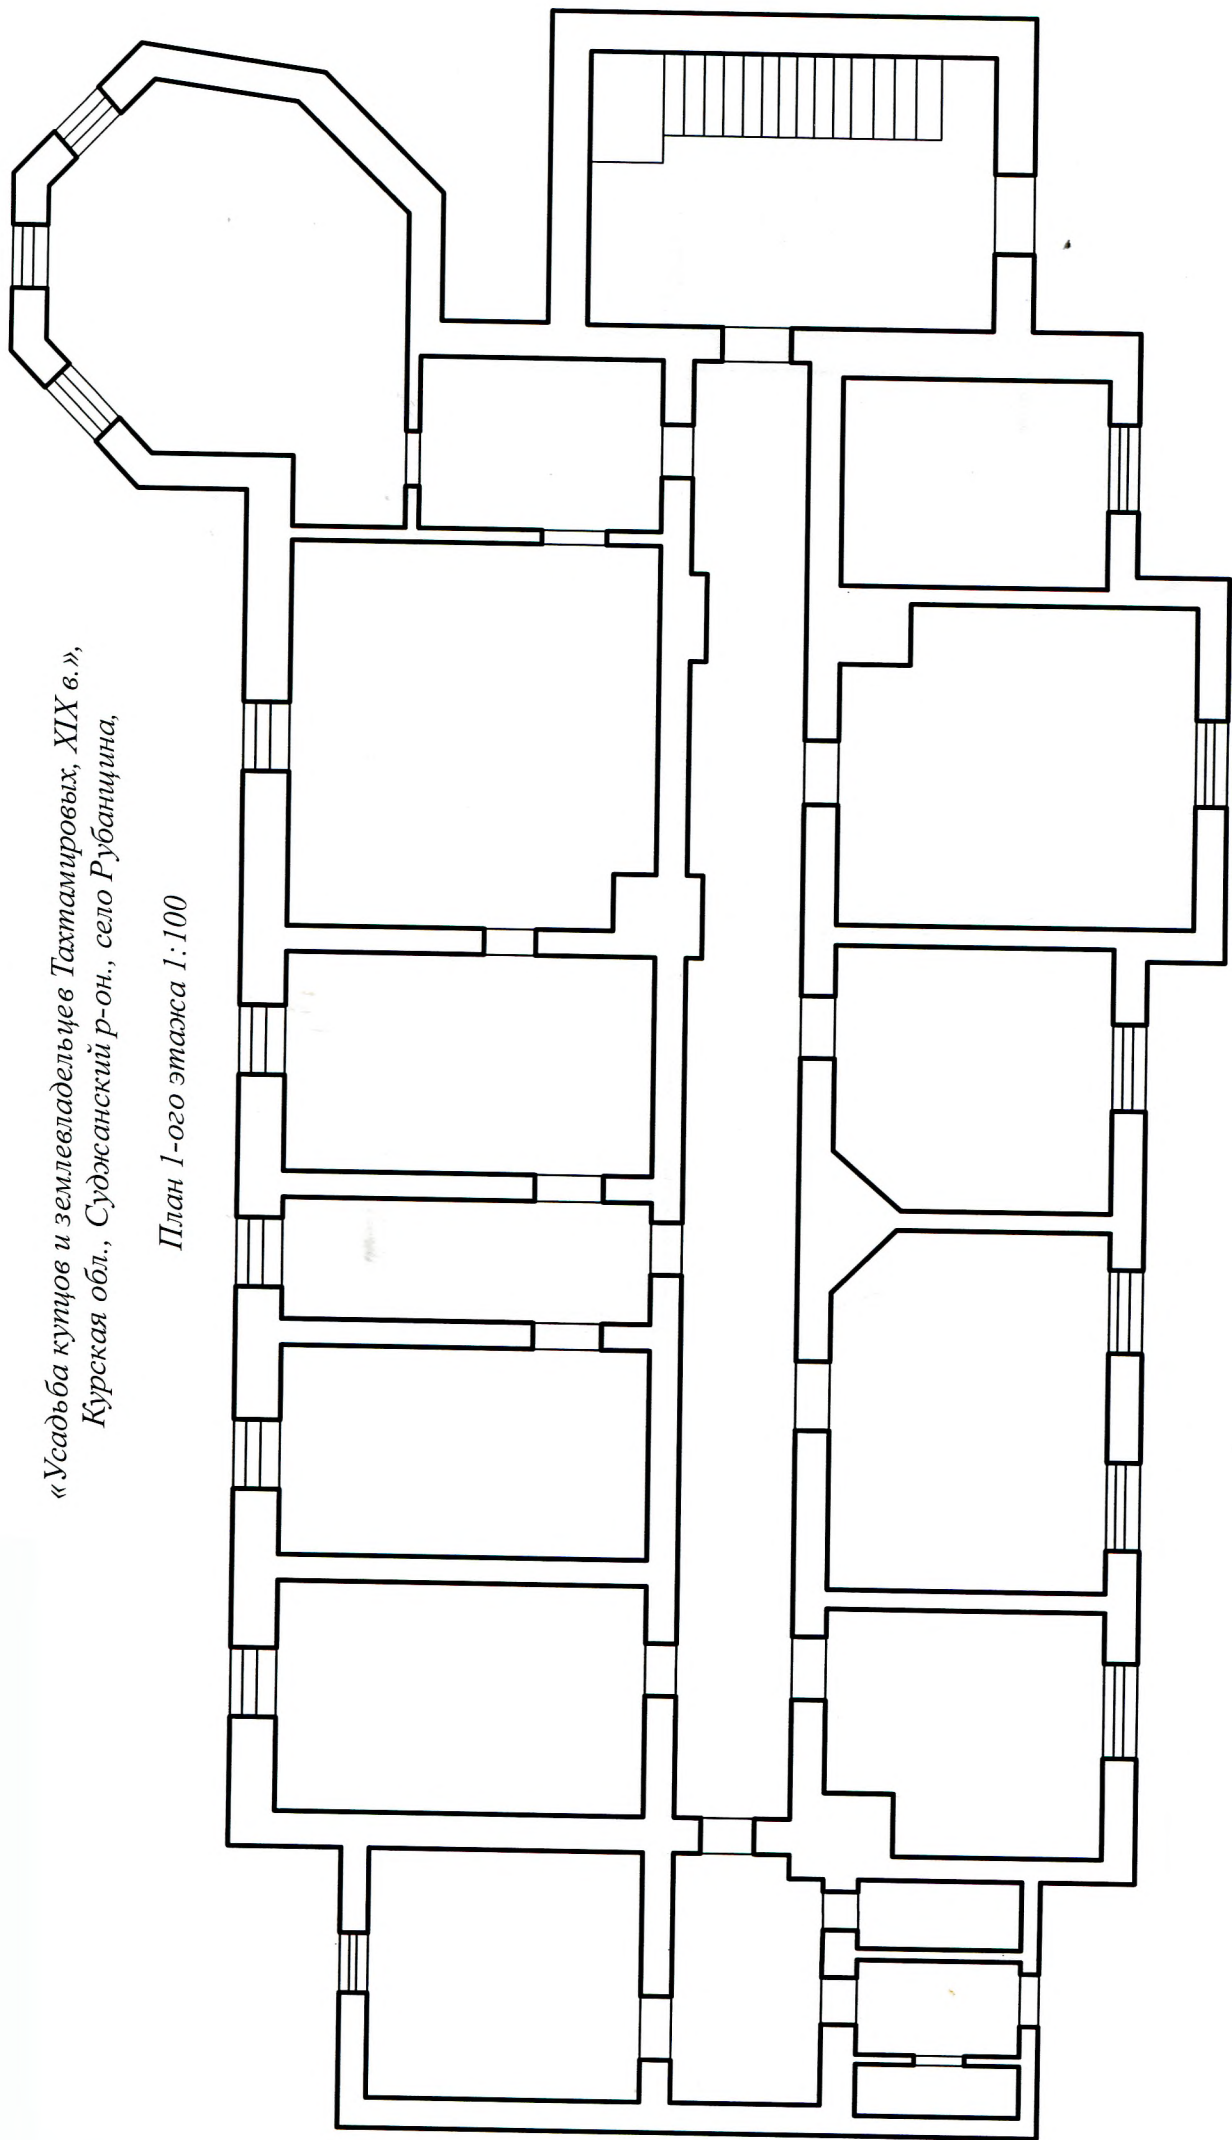 «Усадьба купцов и землевладельцев Тахтамировых, XIX в.»,
Курская обл., Суджанский р-он., село Рубанщина,
План 1-ого этажа 1:100